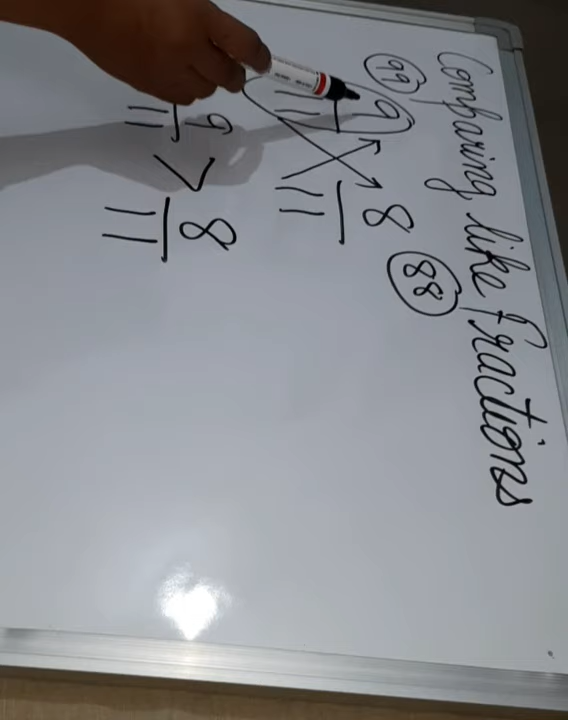 Comparing like fractions
99 88
9 8
11 11
9 > 8
11 11